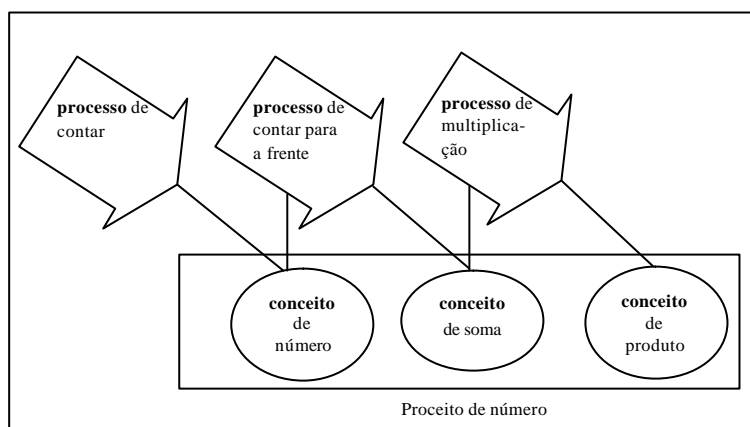 processo de
contar
processo de
contar para
a frente
processo de
multiplica-
ção
conceito
de
número
conceito
de soma
conceito
de
produto
Proceito de número